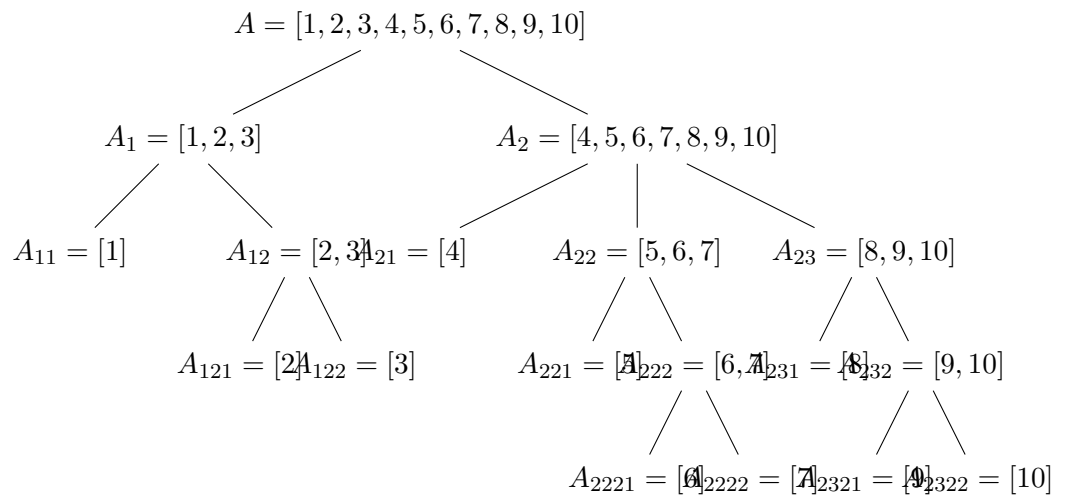 A = [1, 2, 3, 4, 5, 6, 7, 8, 9, 10]
A₁ = [1, 2, 3] A₂ = [4, 5, 6, 7, 8, 9, 10]
A₁₁ = [1] A₁₂ = [2, 3] A₂₁ = [4] A₂₂ = [5, 6, 7] A₂₃ = [8, 9, 10]
A₁₂₁ = [2] A₁₂₂ = [3] A₂₂₁ = [5] A₂₂₂ = [6, 7] A₂₃₁ = [8] A₂₃₂ = [9, 10]
A₂₂₂₁ = [6] A₂₂₂₂ = [7] A₂₃₂₁ = [9] A₂₃₂₂ = [10]